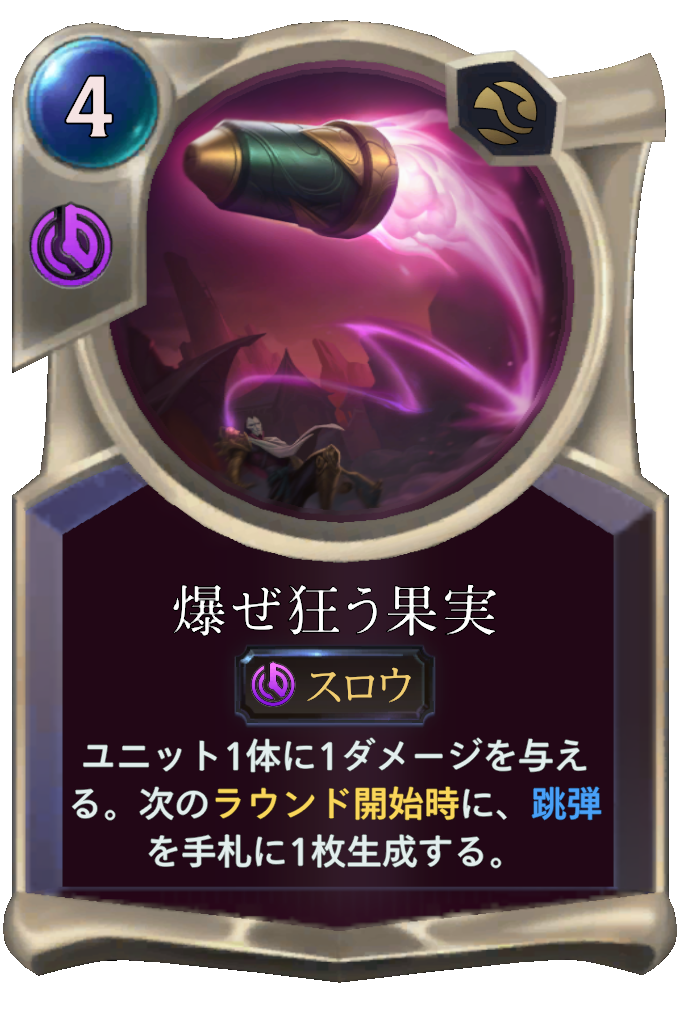 4
爆ぜ狂う果実
スロウ
ユニット1体に1ダメージを与え
る。次のラウンド開始時に、跳弾
を手札に1枚生成する。